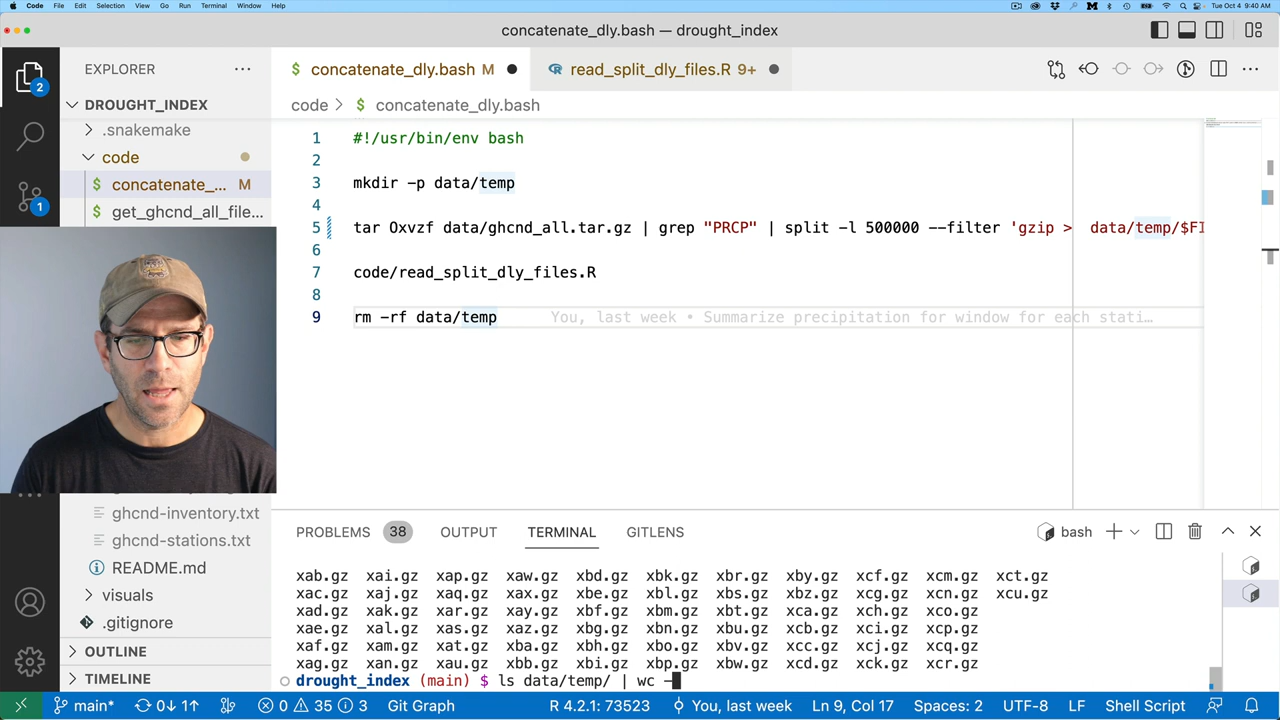 Code File Edit Selection View Go Run Terminal Window Help Tue Oct 4 9:40 AM
concatenate_dly.bash — drought_index
EXPLORER ···
$ concatenate_dly.bash M
read_split_dly_files.R 9+
DROUGHT_INDEX
code > $ concatenate_dly.bash
.snakemake
code
$ concatenate_... M
$ get_ghcnd_all_file...
2
1
1 #!/usr/bin/env bash
2
3 mkdir -p data/temp
4
5 tar Oxvzf data/ghcnd_all.tar.gz | grep "PRCP" | split -l 500000 --filter 'gzip > data/temp/$FI
6
7 code/read_split_dly_files.R
8
9 rm -rf data/temp You, last week • Summarize precipitation for window for each stati...
ghcnd-inventory.txt
ghcnd-stations.txt
README.md
visuals
.gitignore
OUTLINE
TIMELINE
PROBLEMS 38 OUTPUT TERMINAL GITLENS bash
xab.gz xai.gz xap.gz xaw.gz xbd.gz xbk.gz xbr.gz xby.gz xcf.gz xcm.gz xct.gz
xac.gz xaj.gz xaq.gz xax.gz xbe.gz xbl.gz xbs.gz xbz.gz xcg.gz xcn.gz xcu.gz
xad.gz xak.gz xar.gz xay.gz xbf.gz xbm.gz xbt.gz xca.gz xch.gz xco.gz
xae.gz xal.gz xas.gz xaz.gz xbg.gz xbn.gz xbu.gz xcb.gz xci.gz xcp.gz
xaf.gz xam.gz xat.gz xba.gz xbh.gz xbo.gz xbv.gz xcc.gz xcj.gz xcq.gz
xag.gz xan.gz xau.gz xbb.gz xbi.gz xbp.gz xbw.gz xcd.gz xck.gz xcr.gz
drought_index (main) $ ls data/temp/ | wc -
main* 0↓ 1↑ 0 35 3 Git Graph R 4.2.1: 73523 You, last week Ln 9, Col 17 Spaces: 2 UTF-8 LF Shell Script